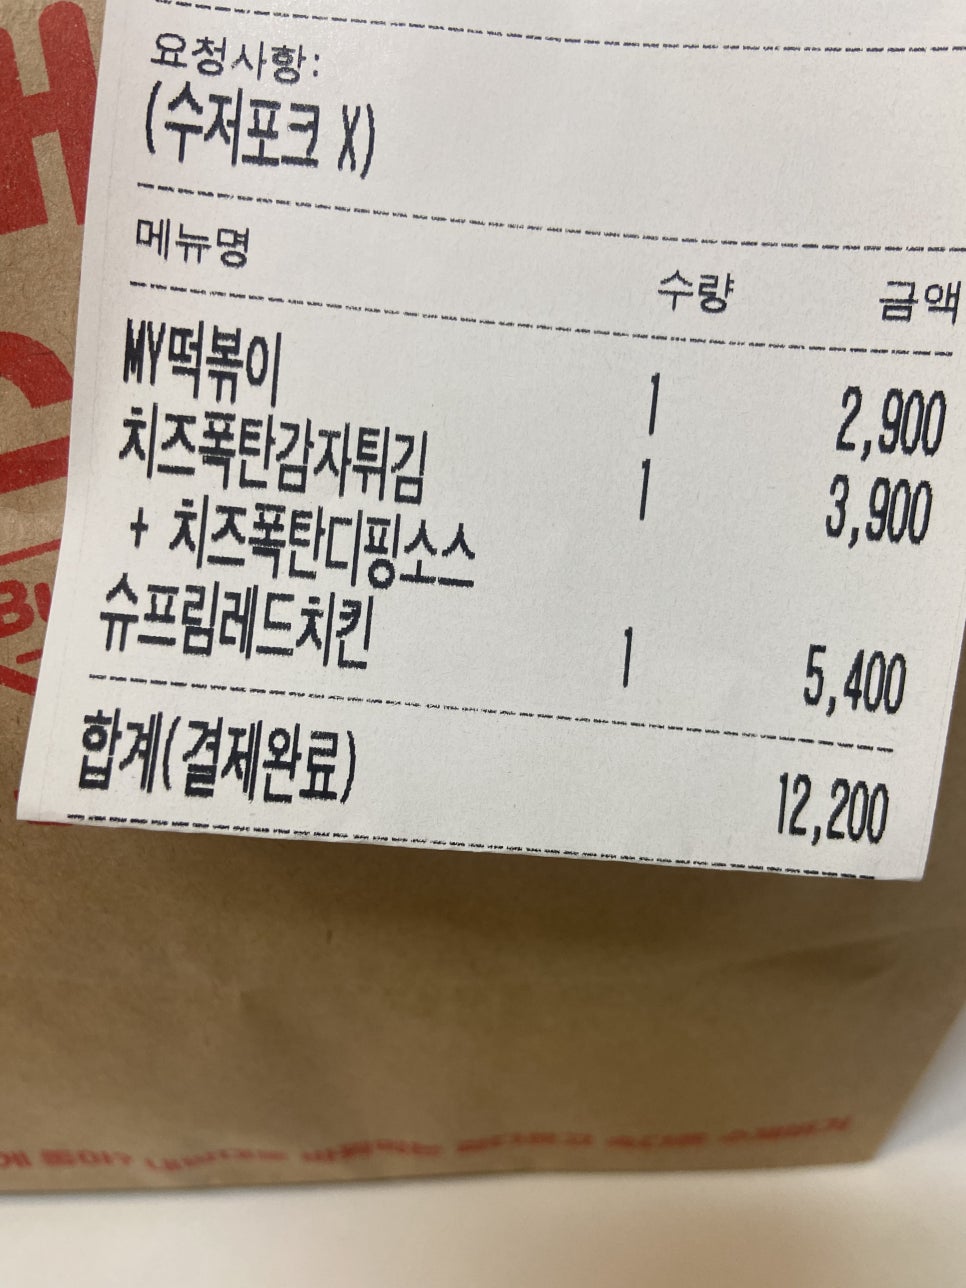 요청사항:
(수저포크 X)
메뉴명 수량 금액
MY떡볶이 1 2,900
치즈폭탄감자튀김 1 3,900
+ 치즈폭탄디핑소스
슈프림레드치킨 1 5,400
합계(결제완료) 12,200